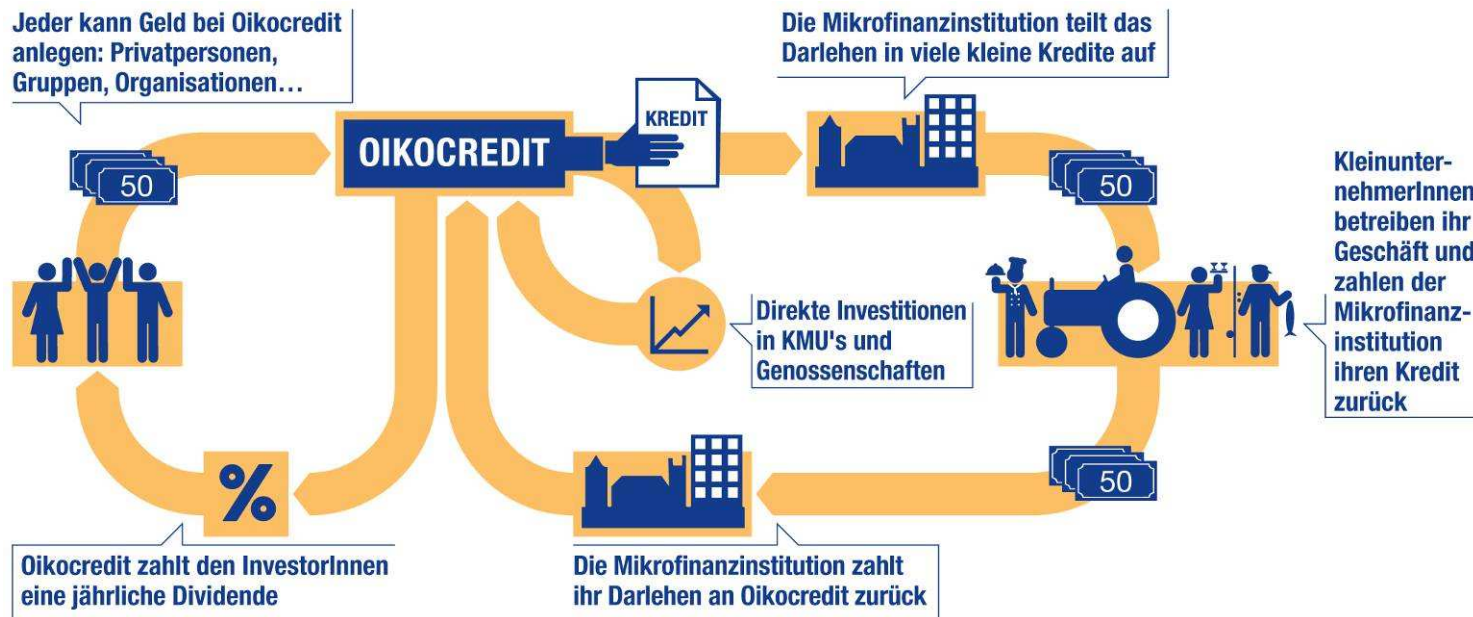 Jeder kann Geld bei Oikocredit
anlegen: Privatpersonen,
Gruppen, Organisationen…
Die Mikrofinanzinstitution teilt das
Darlehen in viele kleine Kredite auf
OIKOCREDIT
KREDIT
50
50
Kleinunter-
nehmerInnen
betreiben ihr
Geschäft und
zahlen der
Mikrofinanz-
institution
ihren Kredit
zurück
Direkte Investitionen
in KMU's und
Genossenschaften
%
50
Oikocredit zahlt den InvestorInnen
eine jährliche Dividende
Die Mikrofinanzinstitution zahlt
ihr Darlehen an Oikocredit zurück